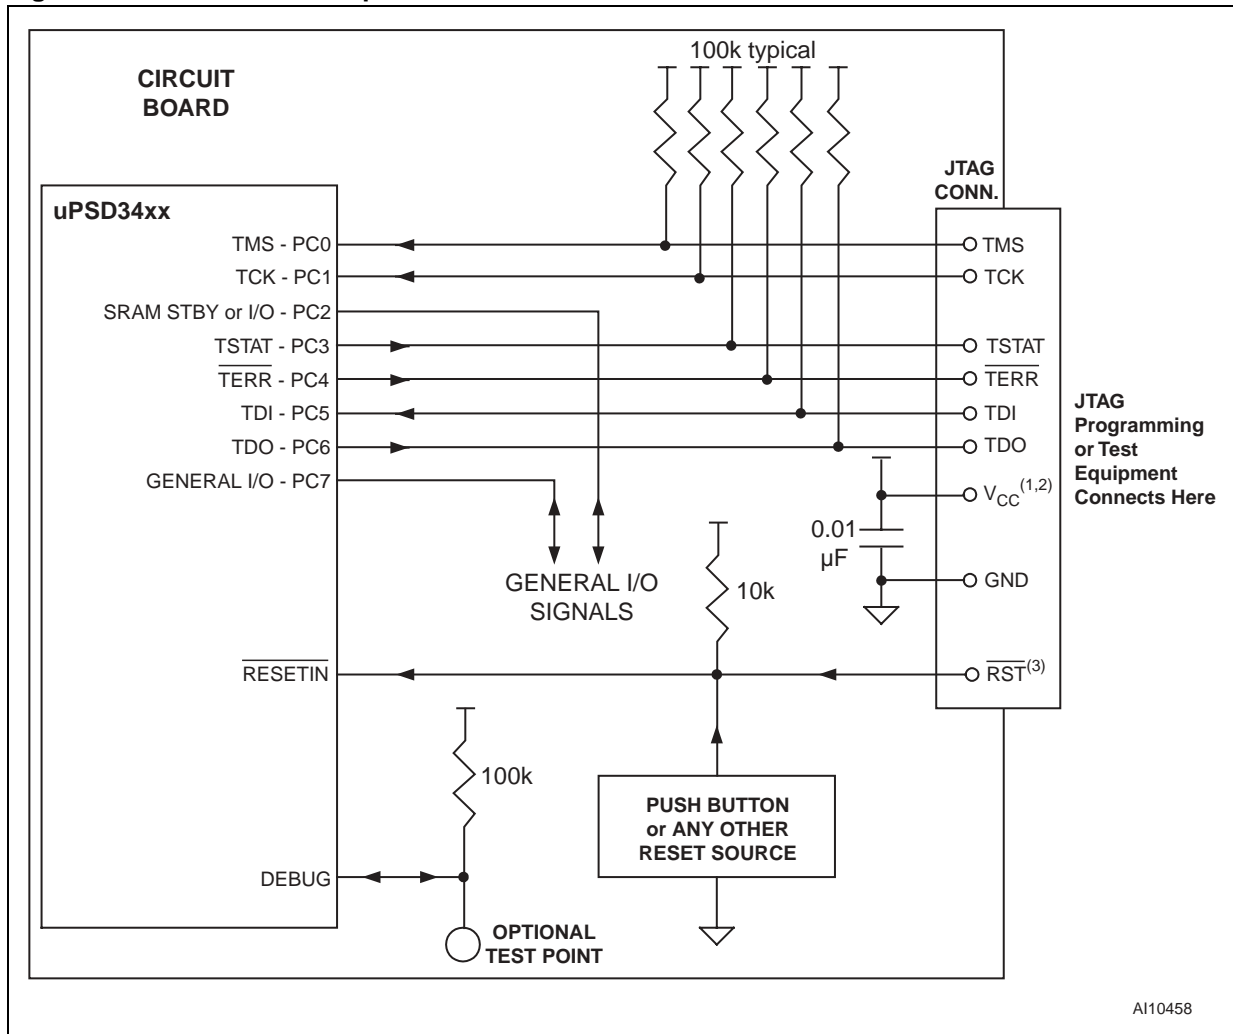 100k typical
CIRCUIT
BOARD
JTAG
CONN.
uPSD34xx
TMS - PC0
TMS
TCK - PC1
TCK
SRAM STBY or I/O - PC2
TSTAT - PC3
TSTAT
TERR - PC4
TERR
TDI - PC5
TDI
TDO - PC6
TDO
GENERAL I/O - PC7
VCC(1,2)
JTAG
Programming
or Test
Equipment
Connects Here
0.01
µF
GENERAL I/O
SIGNALS
10k
GND
RESETIN
RST(3)
100k
PUSH BUTTON
or ANY OTHER
RESET SOURCE
DEBUG
OPTIONAL
TEST POINT
AI10458